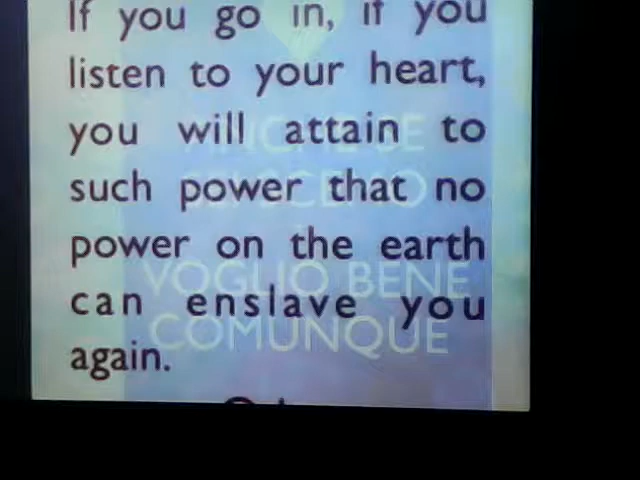 If you go in, if you
listen to your heart,
you will attain to
such power that no
power on the earth
can enslave you
again.
VOGLIO BENE
COMUNQUE